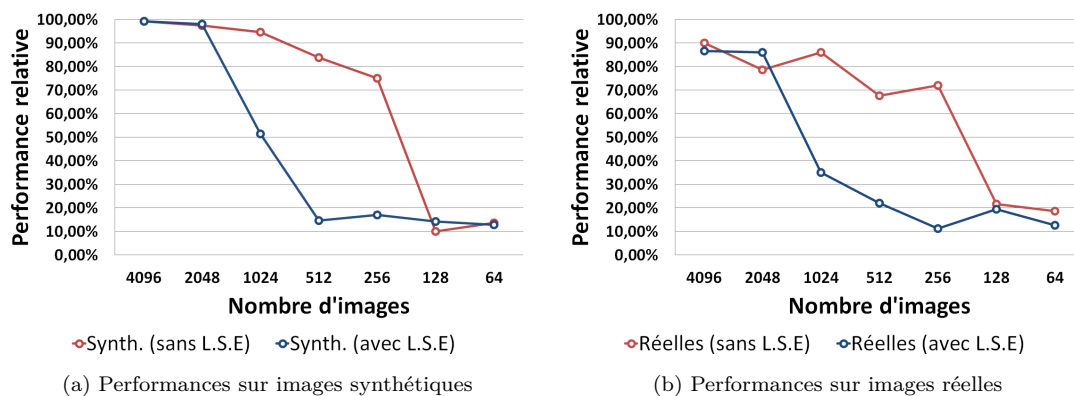 100,00%
90,00%
80,00%
70,00%
60,00%
50,00%
40,00%
30,00%
20,00%
10,00%
0,00%
Performance relative
4096 2048 1024 512 256 128 64
Nombre d'images
Synth. (sans L.S.E) Synth. (avec L.S.E)
(a) Performances sur images synthétiques
100,00%
90,00%
80,00%
70,00%
60,00%
50,00%
40,00%
30,00%
20,00%
10,00%
0,00%
Performance relative
4096 2048 1024 512 256 128 64
Nombre d'images
Réelles (sans L.S.E) Réelles (avec L.S.E)
(b) Performances sur images réelles